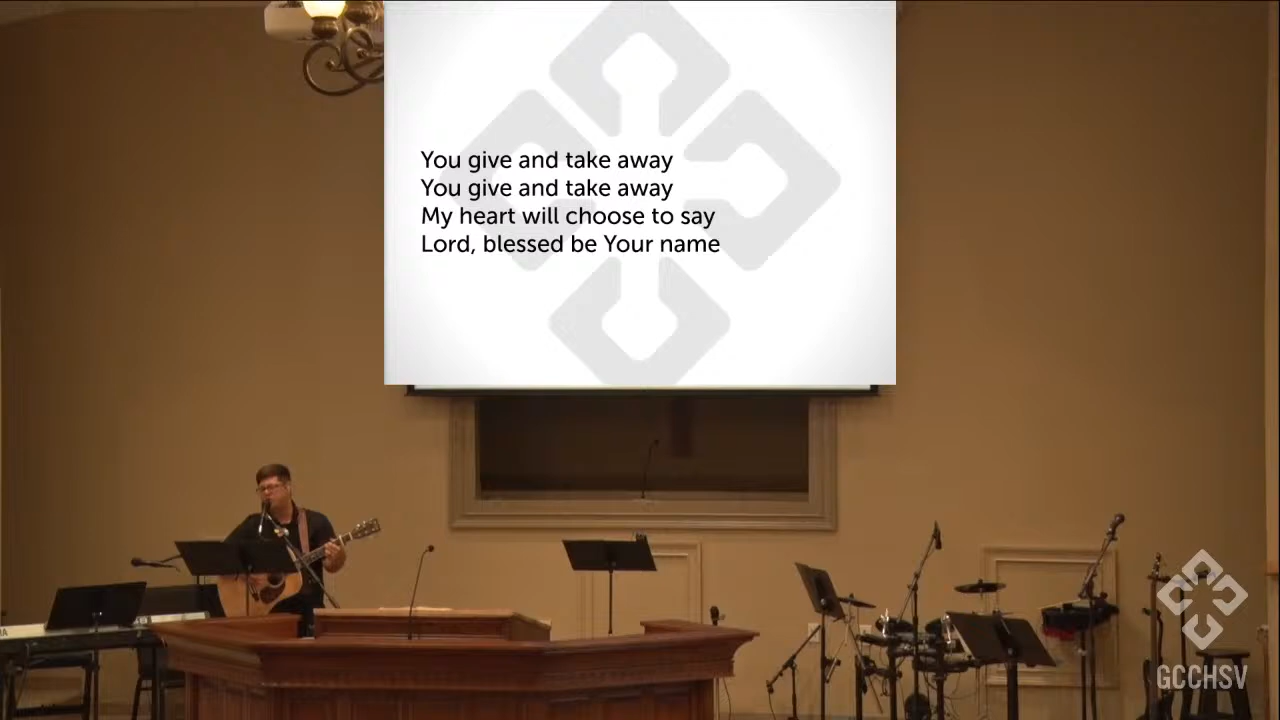 You give and take away
You give and take away
My heart will choose to say
Lord, blessed be Your name
GCCHSV